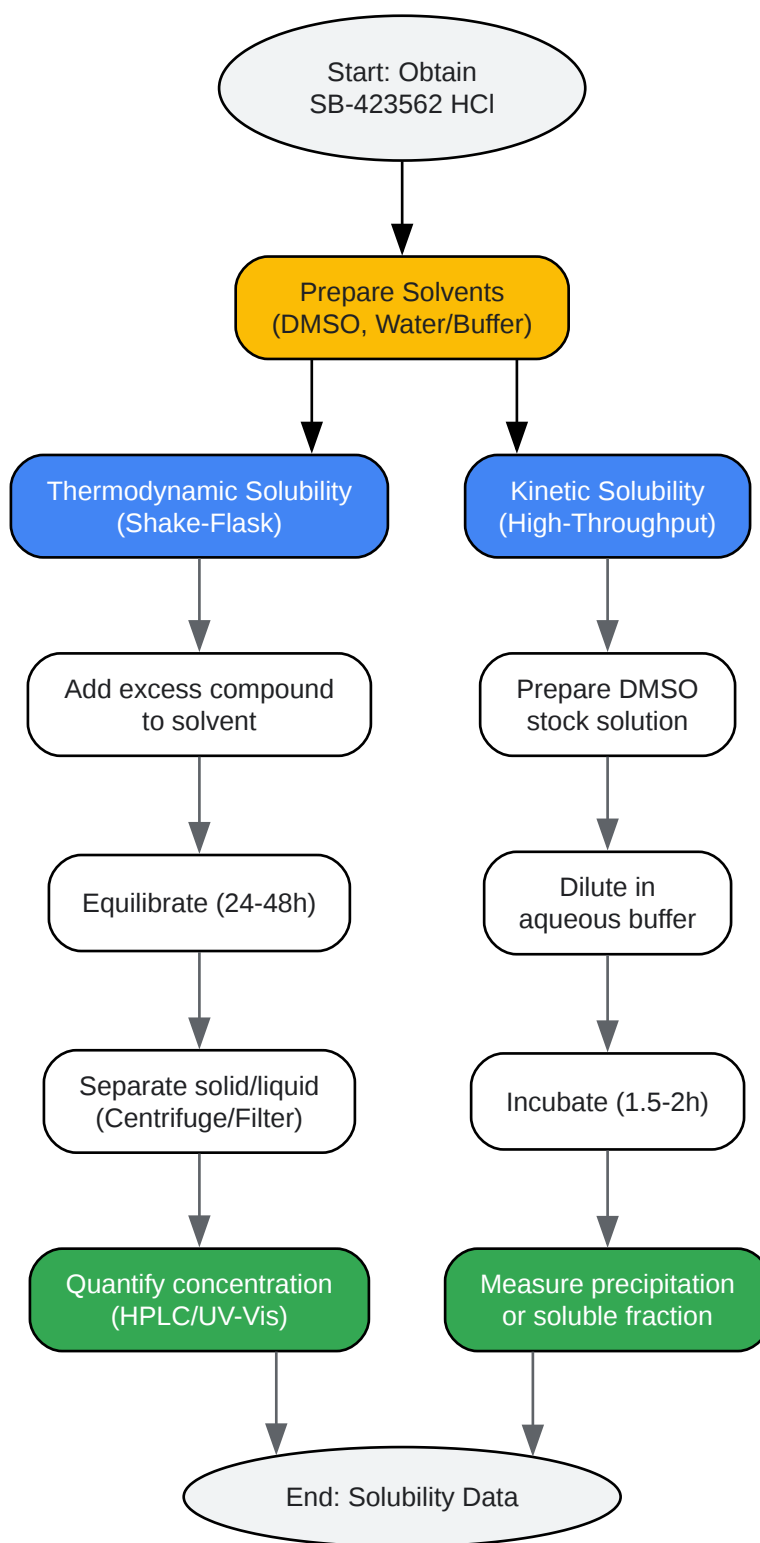 Start: Obtain
SB-423562 HCl
Prepare Solvents
(DMSO, Water/Buffer)
Thermodynamic Solubility
(Shake-Flask)
Kinetic Solubility
(High-Throughput)
Add excess compound
to solvent
Prepare DMSO
stock solution
Equilibrate (24-48h)
Dilute in
aqueous buffer
Separate solid/liquid
(Centrifuge/Filter)
Incubate (1.5-2h)
Quantify concentration
(HPLC/UV-Vis)
Measure precipitation
or soluble fraction
End: Solubility Data